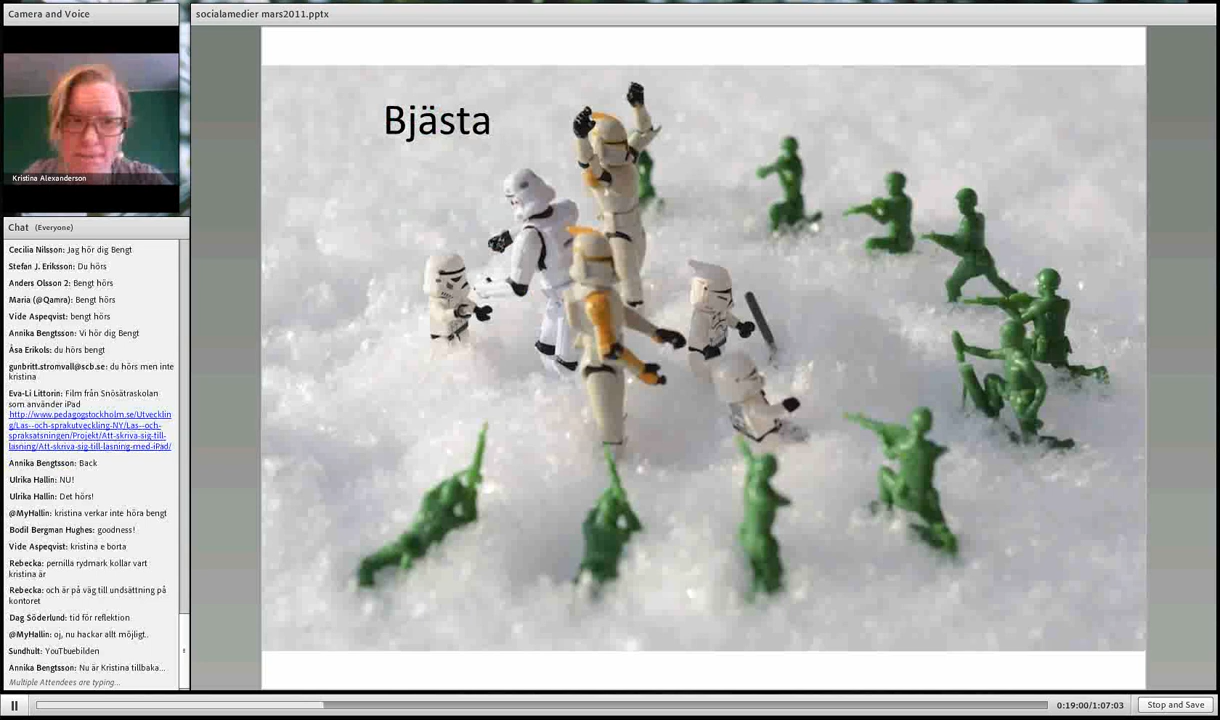 Camera and Voice
socialamedier mars2011.pptx
Kristina Alexanderson
Bjästa
Chat (Everyone)
Cecilia Nilsson: Jag hör dig Bengt
Stefan J. Eriksson: Du hörs
Anders Olsson 2: Bengt hörs
Maria (@Qamra): Bengt hörs
Vide Aspeqvist: bengt hörs
Annika Bengtsson: Vi hör dig Bengt
Åsa Erikols: du hörs bengt
gunbritt.stromvall@scb.se: du hörs men inte
kristina
Eva-Li Littorin: Film från Snösätraskolan
som använder iPad
http://www.pedagogstockholm.se/Utvecklin
g/Las--och-sprakutveckling-NY/Las--och-
spraksatsningen/Projekt/Att-skriva-sig-till-
lasning/Att-skriva-sig-till-lasning-med-iPad/
Annika Bengtsson: Back
Ulrika Hallin: NU!
Ulrika Hallin: Det hörs!
@MyHallin: kristina verkar inte höra bengt
Bodil Bergman Hughes: goodness!
Vide Aspeqvist: kristina e borta
Rebecka: pernilla rydmark kollar vart
kristina är
Rebecka: och är på väg till undsättning på
kontoret
Dag Söderlund: tid för reflektion
@MyHallin: oj, nu hackar allt möjligt..
Sundhult: YouTbuebilden
Annika Bengtsson: Nu är Kristina tillbaka...
Multiple Attendees are typing...
0:19:00/1:07:03
Stop and Save